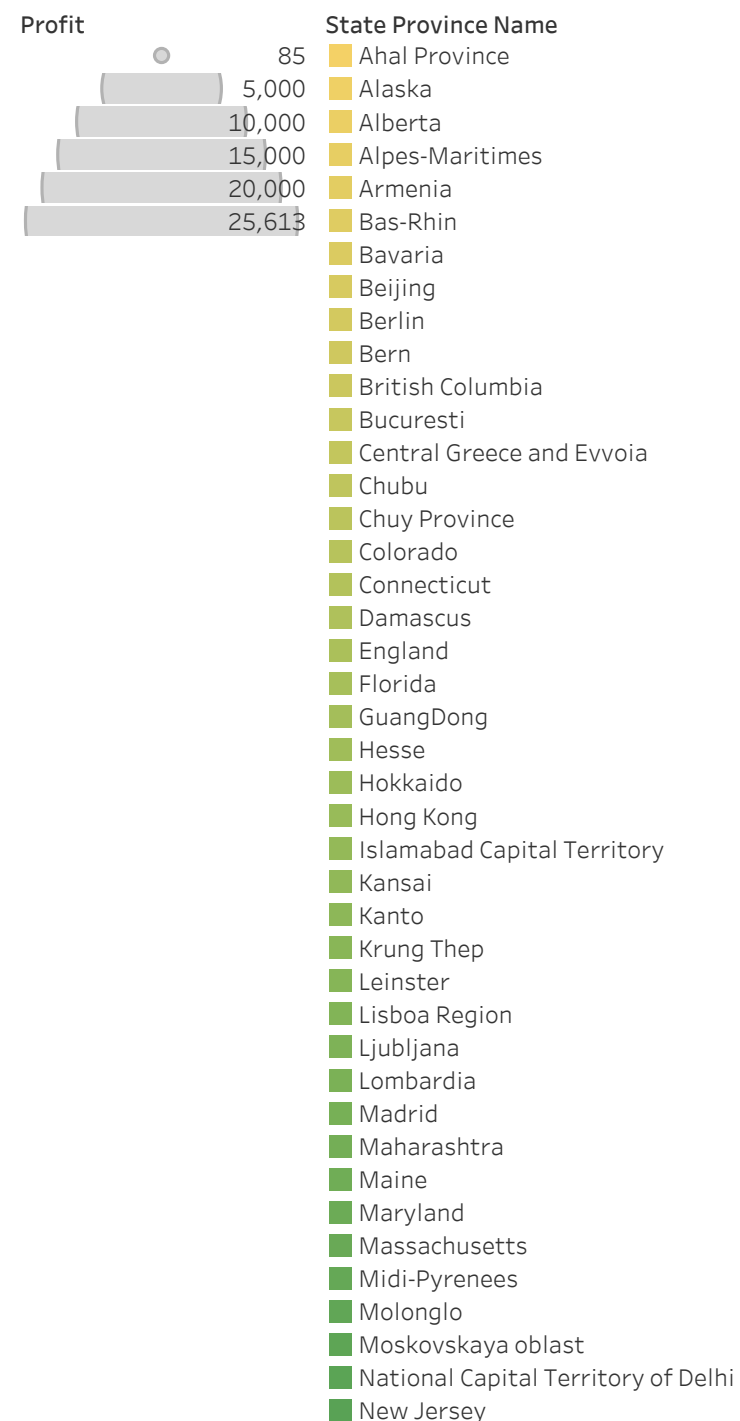 Profit
85
5,000
10,000
15,000
20,000
25,613
State Province Name
Ahal Province
Alaska
Alberta
Alpes-Maritimes
Armenia
Bas-Rhin
Bavaria
Beijing
Berlin
Bern
British Columbia
Bucuresti
Central Greece and Evvoia
Chubu
Chuy Province
Colorado
Connecticut
Damascus
England
Florida
GuangDong
Hesse
Hokkaido
Hong Kong
Islamabad Capital Territory
Kansai
Kanto
Krung Thep
Leinster
Lisboa Region
Ljubljana
Lombardia
Madrid
Maharashtra
Maine
Maryland
Massachusetts
Midi-Pyrenees
Molonglo
Moskovskaya oblast
National Capital Territory of Delhi
New Jersey